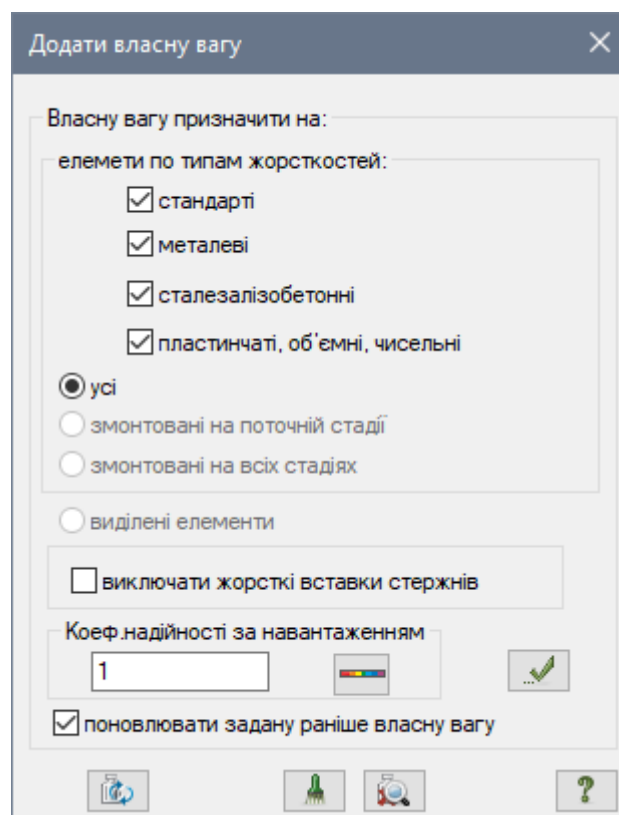 Додати власну вагу
Власну вагу призначити на:
елемети по типам жорсткостей:
стандарті
металеві
сталезалізобетонні
пластинчаті, об'ємні, чисельні
усі
змонтовані на поточній стадії
змонтовані на всіх стадіях
виділені елементи
виключати жорсткі вставки стержнів
Коеф.надійності за навантаженням
1
поновлювати задану раніше власну вагу